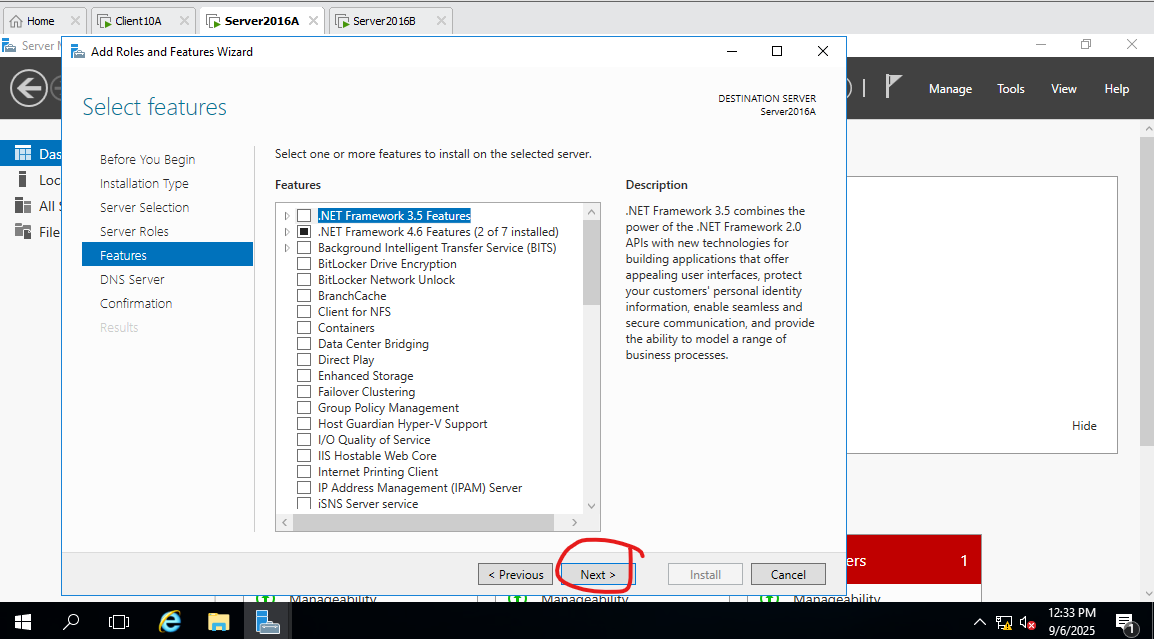 Home
Client10A
Server2016A
Server2016B
Server M
Add Roles and Features Wizard
Manage
Tools
View
Help
Select features
DESTINATION SERVER
Server2016A
Das
Loc
All S
File
Before You Begin
Installation Type
Server Selection
Server Roles
Features
DNS Server
Confirmation
Results
Select one or more features to install on the selected server.
Features
.NET Framework 3.5 Features
.NET Framework 4.6 Features (2 of 7 installed)
Background Intelligent Transfer Service (BITS)
BitLocker Drive Encryption
BitLocker Network Unlock
BranchCache
Client for NFS
Containers
Data Center Bridging
Direct Play
Enhanced Storage
Failover Clustering
Group Policy Management
Host Guardian Hyper-V Support
I/O Quality of Service
IIS Hostable Web Core
Internet Printing Client
IP Address Management (IPAM) Server
iSNS Server service
Description
.NET Framework 3.5 combines the
power of the .NET Framework 2.0
APIs with new technologies for
building applications that offer
appealing user interfaces, protect
your customers' personal identity
information, enable seamless and
secure communication, and provide
the ability to model a range of
business processes.
Hide
< Previous
Next >
Install
Cancel
ers 1
Manageability
Manageability
Manageability
12:33 PM
9/6/2025
1